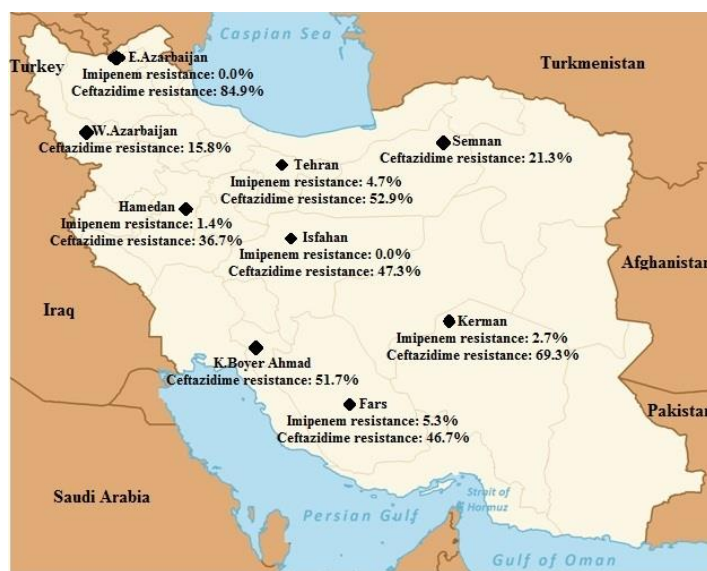 Caspian Sea
Turkey
Turkmenistan
E.Azarbaijan
Imipenem resistance: 0.0%
Ceftazidime resistance: 84.9%
W.Azarbaijan
Ceftazidime resistance: 15.8%
Semnan
Ceftazidime resistance: 21.3%
Tehran
Imipenem resistance: 4.7%
Ceftazidime resistance: 52.9%
Hamedan
Imipenem resistance: 1.4%
Ceftazidime resistance: 36.7%
Isfahan
Imipenem resistance: 0.0%
Ceftazidime resistance: 47.3%
Afghanistan
Iraq
Kerman
Imipenem resistance: 2.7%
Ceftazidime resistance: 69.3%
K.Boyer Ahmad
Ceftazidime resistance: 51.7%
Fars
Imipenem resistance: 5.3%
Ceftazidime resistance: 46.7%
Pakistan
Saudi Arabia
Strait of
Hormuz
Persian Gulf
Gulf of Oman